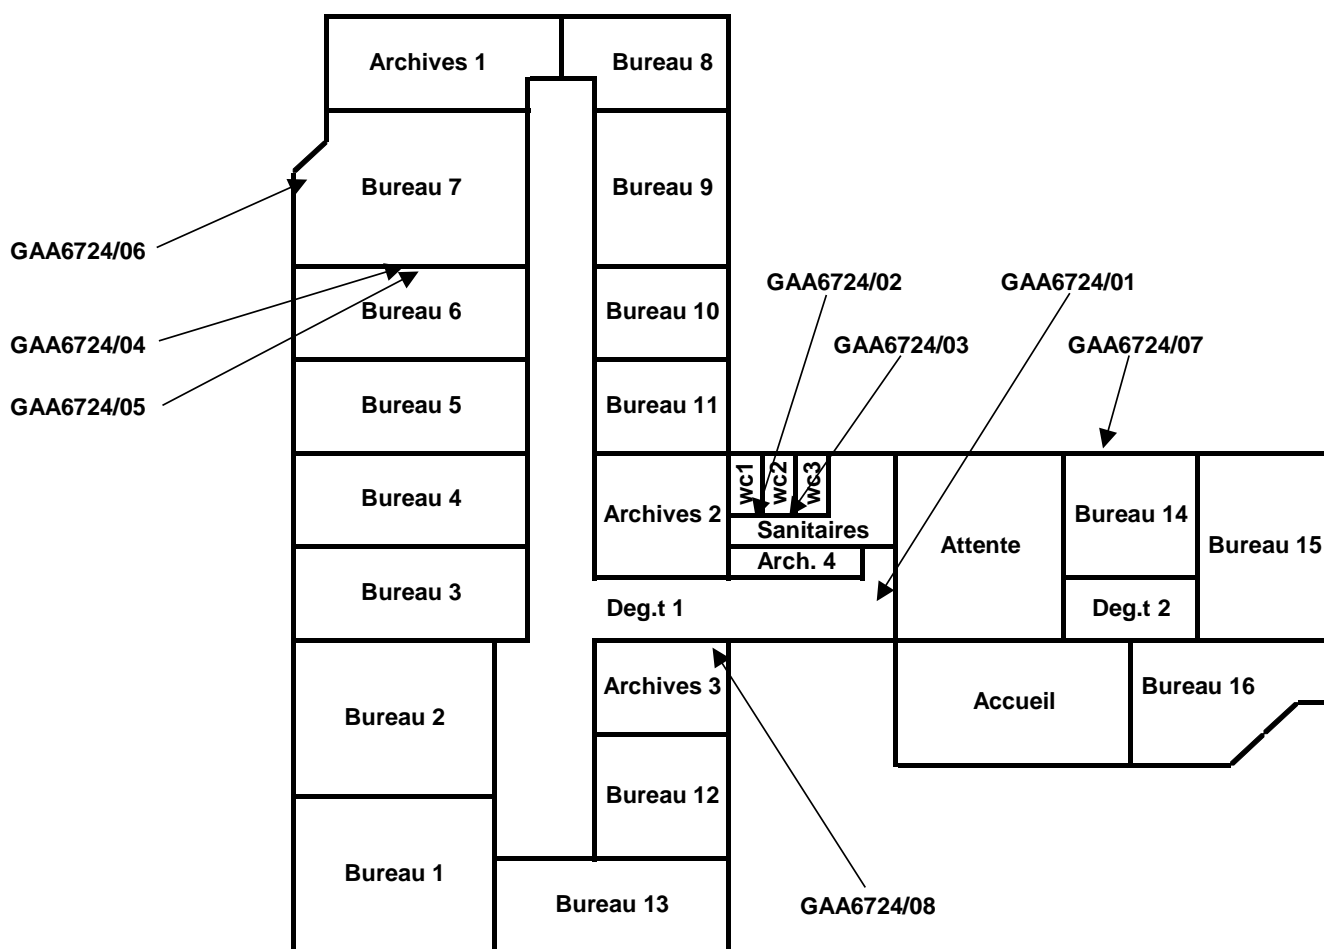 Archives 1
Bureau 8
Bureau 7
Bureau 9
GAA6724/06
GAA6724/02
GAA6724/01
Bureau 6
Bureau 10
GAA6724/04
GAA6724/03
GAA6724/07
GAA6724/05
Bureau 5
Bureau 11
wc1
wc2
wc3
Bureau 4
Archives 2
Bureau 14
Sanitaires
Attente
Bureau 15
Arch. 4
Bureau 3
Deg.t 1
Deg.t 2
Archives 3
Bureau 16
Accueil
Bureau 2
Bureau 12
Bureau 1
Bureau 13
GAA6724/08